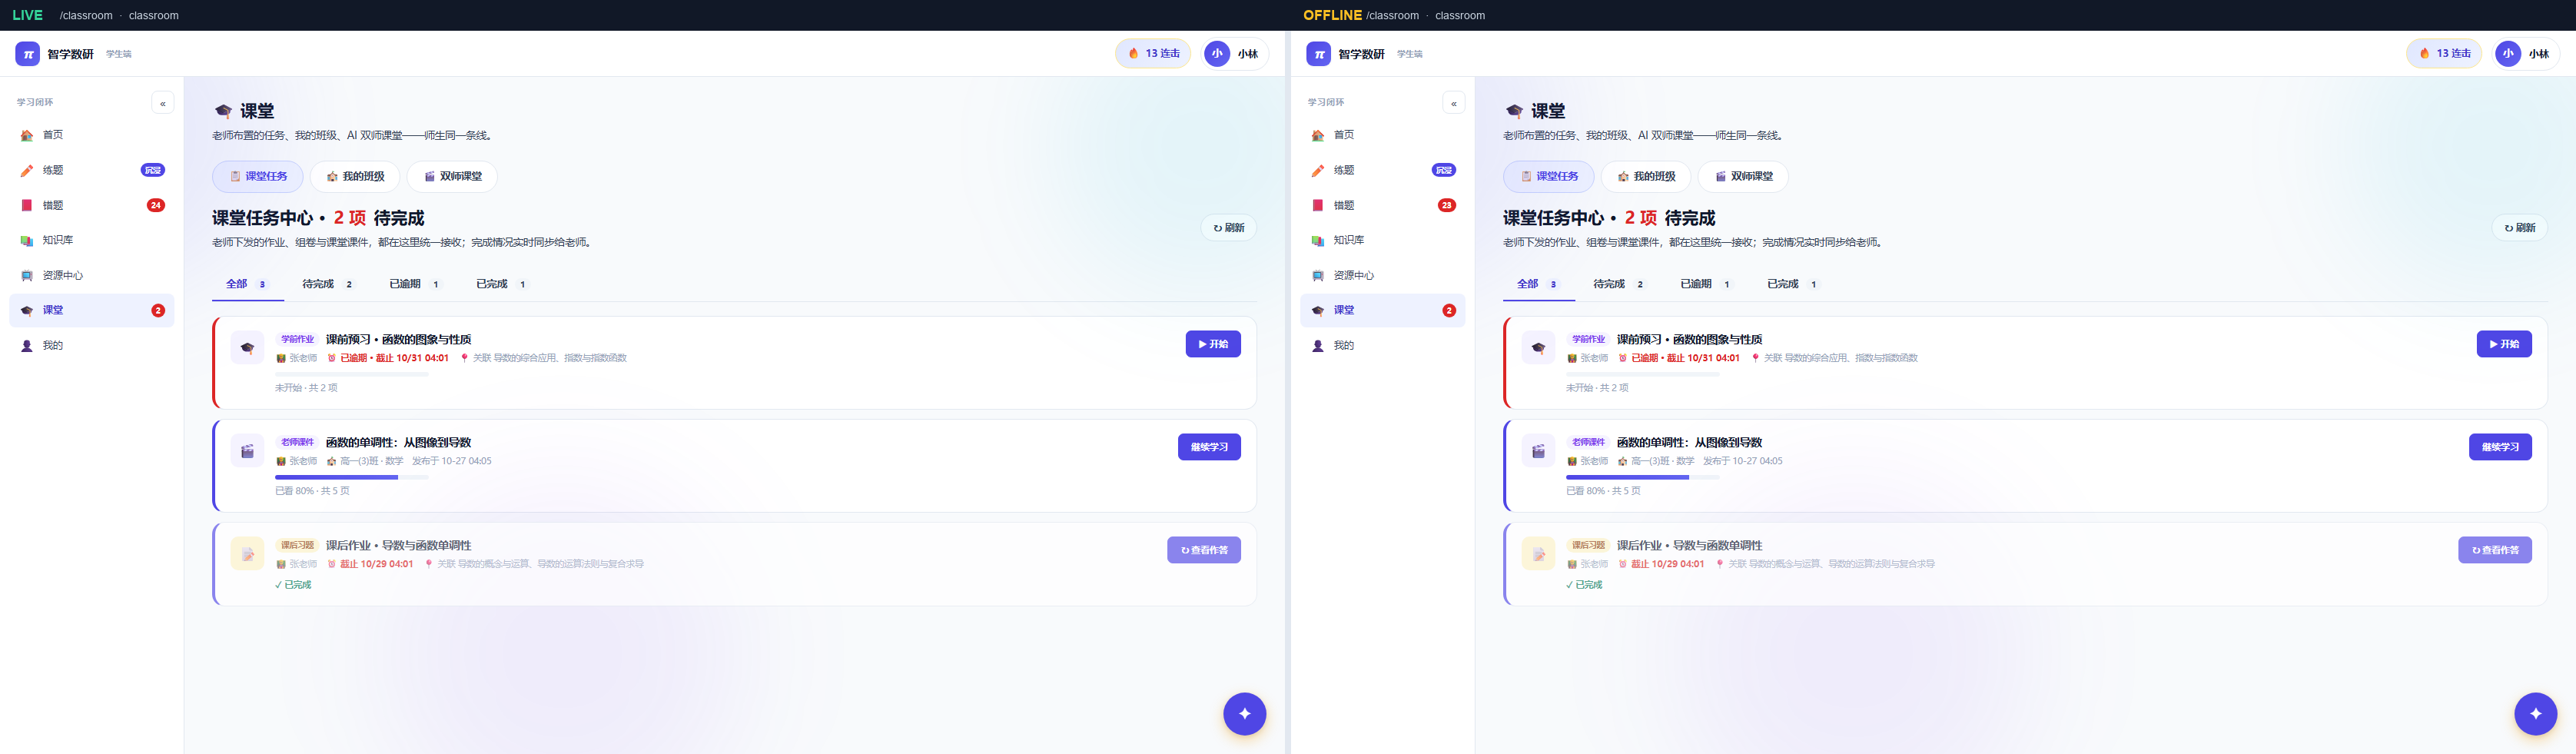 LIVE /classroom · classroom
π 智学数研 学生端 13 连击 小 小林
学习闭环 «
首页
练题 沉浸
错题 24
知识库
资源中心
课堂 2
我的
课堂
老师布置的任务、我的班级、AI 双师课堂——师生同一条线。
课堂任务 我的班级 双师课堂
课堂任务中心 · 2 项 待完成
老师下发的作业、组卷与课堂课件，都在这里统一接收；完成情况实时同步给老师。
↻ 刷新
全部 3 待完成 2 已逾期 1 已完成 1
学前作业 课前预习 · 函数的图象与性质
张老师 已逾期 · 截止 10/31 04:01 关联 导数的综合应用、指数与指数函数
未开始 · 共 2 项
▶ 开始
老师课件 函数的单调性：从图像到导数
张老师 高一(3)班 · 数学 发布于 10-27 04:05
已看 80% · 共 5 页
继续学习
课后习题 课后作业 · 导数与函数单调性
张老师 截止 10/29 04:01 关联 导数的概念与运算、导数的运算法则与复合求导
✓ 已完成
↻ 查看作答
OFFLINE /classroom · classroom
π 智学数研 学生端 13 连击 小 小林
学习闭环 «
首页
练题 沉浸
错题 23
知识库
资源中心
课堂 2
我的
课堂
老师布置的任务、我的班级、AI 双师课堂——师生同一条线。
课堂任务 我的班级 双师课堂
课堂任务中心 · 2 项 待完成
老师下发的作业、组卷与课堂课件，都在这里统一接收；完成情况实时同步给老师。
↻ 刷新
全部 3 待完成 2 已逾期 1 已完成 1
学前作业 课前预习 · 函数的图象与性质
张老师 已逾期 · 截止 10/31 04:01 关联 导数的综合应用、指数与指数函数
未开始 · 共 2 项
▶ 开始
老师课件 函数的单调性：从图像到导数
张老师 高一(3)班 · 数学 发布于 10-27 04:05
已看 80% · 共 5 页
继续学习
课后习题 课后作业 · 导数与函数单调性
张老师 截止 10/29 04:01 关联 导数的概念与运算、导数的运算法则与复合求导
✓ 已完成
↻ 查看作答